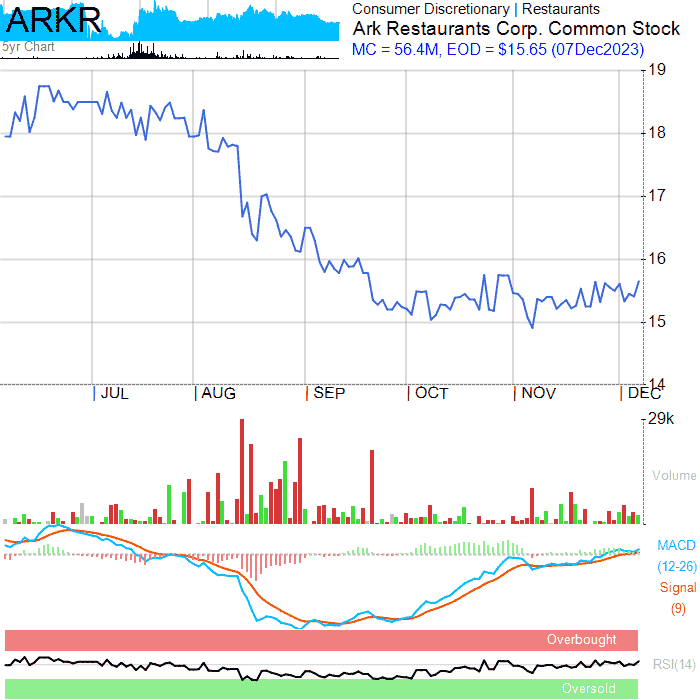 ARKR
5yr Chart
Consumer Discretionary | Restaurants
Ark Restaurants Corp. Common Stock
MC = 56.4M, EOD = $15.65 (07Dec2023)
19
18
17
16
15
14
JUL AUG SEP OCT NOV DEC
29k
Volume
MACD
(12-26)
Signal
(9)
Overbought
RSI(14)
Oversold